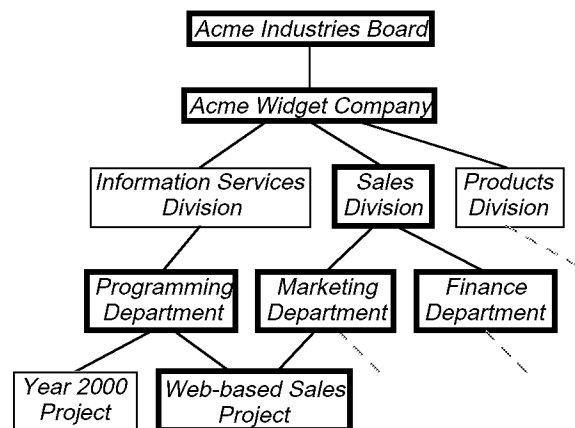 Acme Industries Board
Acme Widget Company
Information Services
Division
Sales
Division
Products
Division
Programming
Department
Marketing
Department
Finance
Department
Year 2000
Project
Web-based Sales
Project